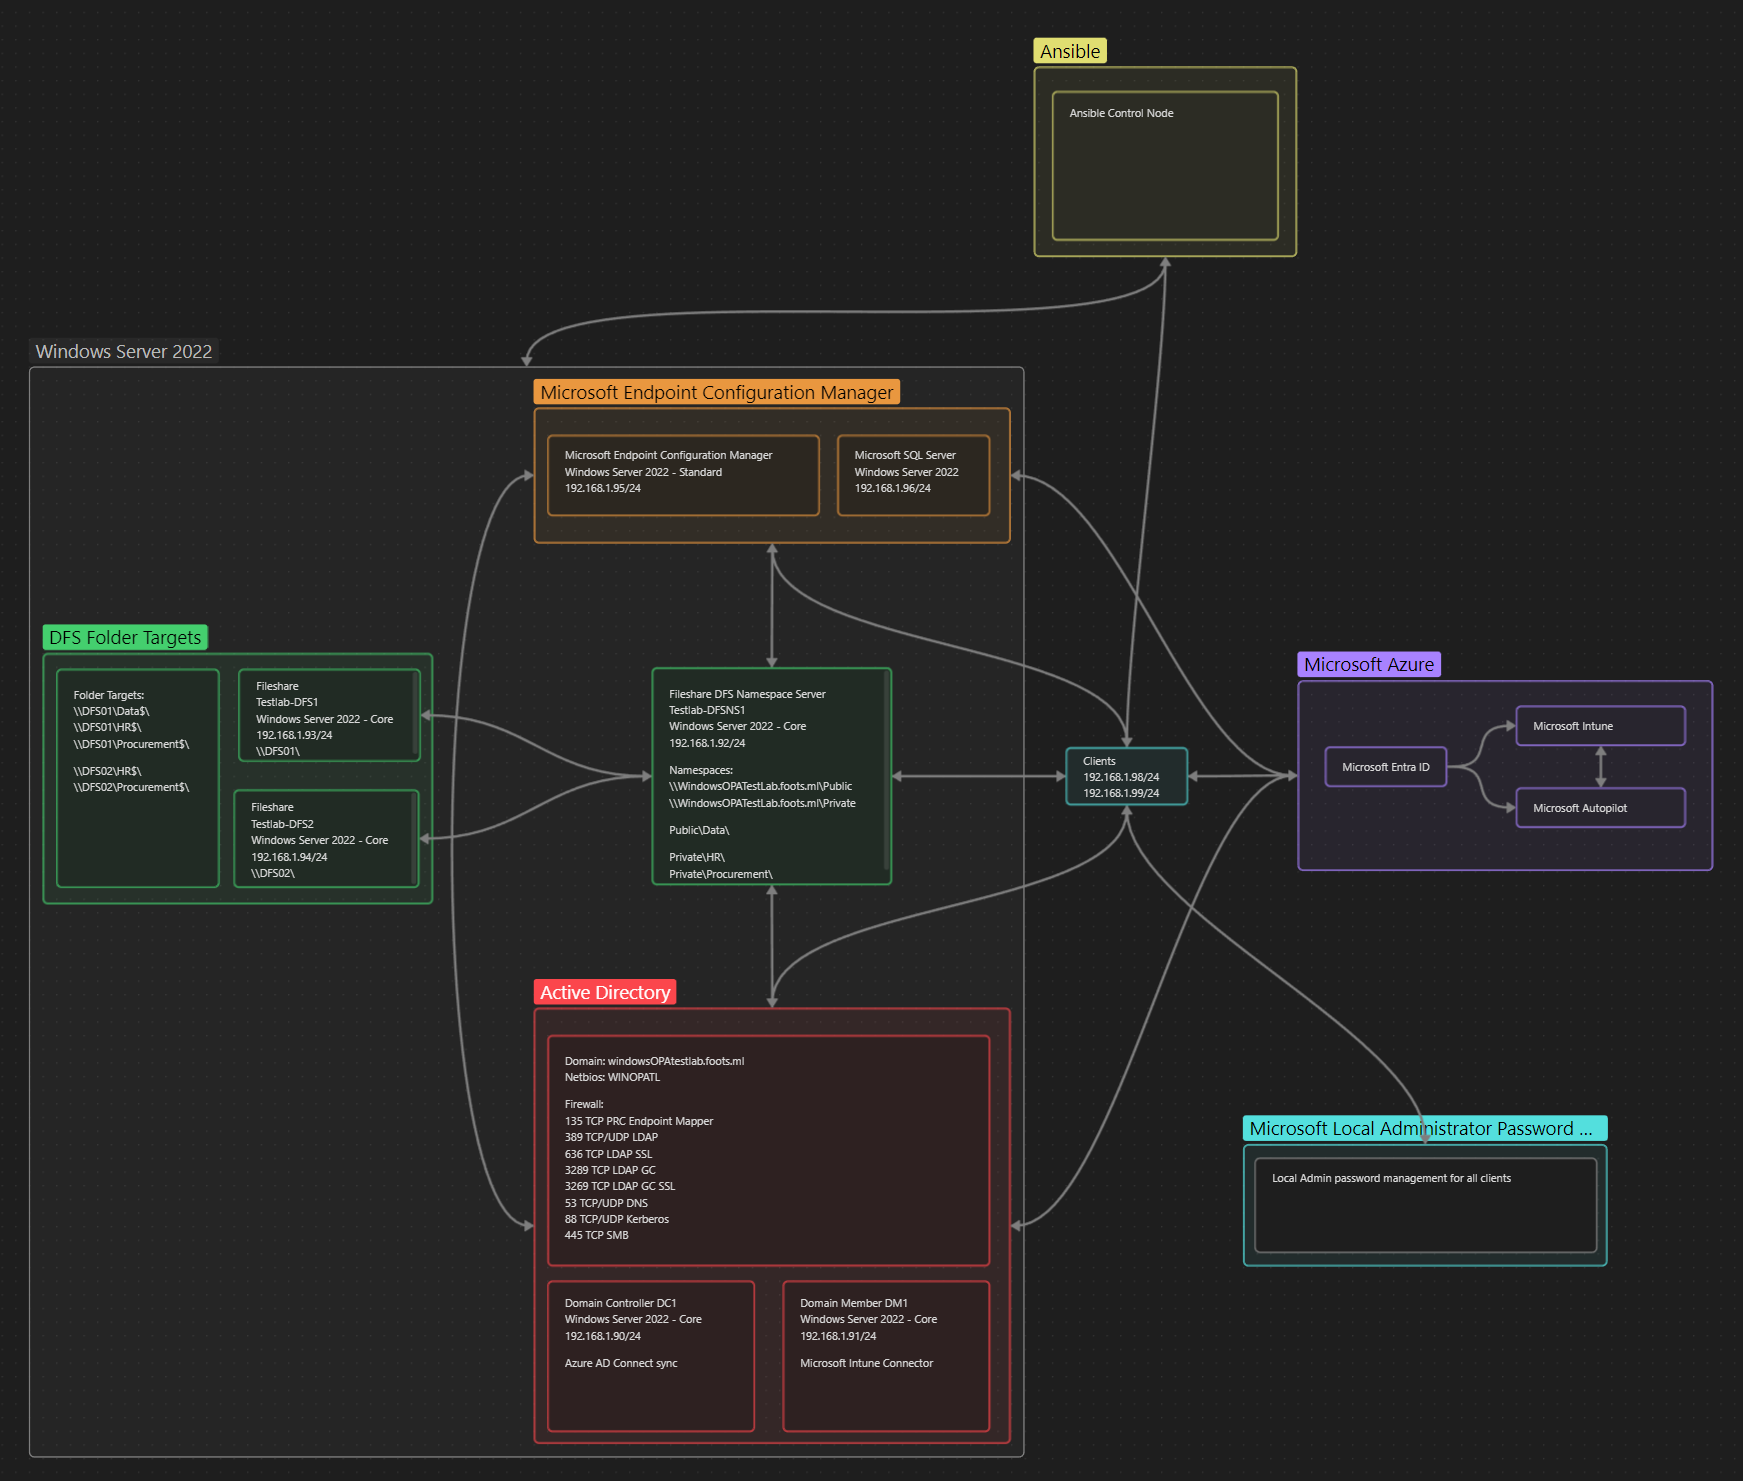 Ansible
Ansible Control Node
Windows Server 2022
Microsoft Endpoint Configuration Manager
Microsoft Endpoint Configuration Manager
Windows Server 2022 - Standard
192.168.1.95/24
Microsoft SQL Server
Windows Server 2022
192.168.1.96/24
DFS Folder Targets
Folder Targets:
\\DFS01\Data$\
\\DFS01\HR$\
\\DFS01\Procurement$\
\\DFS02\HR$\
\\DFS02\Procurement$\
Fileshare
Testlab-DFS1
Windows Server 2022 - Core
192.168.1.93/24
\\DFS01\
Fileshare
Testlab-DFS2
Windows Server 2022 - Core
192.168.1.94/24
\\DFS02\
Fileshare DFS Namespace Server
Testlab-DFSNS1
Windows Server 2022 - Core
192.168.1.92/24
Namespaces:
\\WindowsOPATestLab.foots.ml\Public
\\WindowsOPATestLab.foots.ml\Private
Public\Data\
Private\HR\
Private\Procurement\
Clients
192.168.1.98/24
192.168.1.99/24
Microsoft Azure
Microsoft Entra ID
Microsoft Intune
Microsoft Autopilot
Active Directory
Domain: windowsOPAtestlab.foots.ml
Netbios: WINOPATL
Firewall:
135 TCP PRC Endpoint Mapper
389 TCP/UDP LDAP
636 TCP LDAP SSL
3289 TCP LDAP GC
3269 TCP LDAP GC SSL
53 TCP/UDP DNS
88 TCP/UDP Kerberos
445 TCP SMB
Domain Controller DC1
Windows Server 2022 - Core
192.168.1.90/24
Azure AD Connect sync
Domain Member DM1
Windows Server 2022 - Core
192.168.1.91/24
Microsoft Intune Connector
Microsoft Local Administrator Password ...
Local Admin password management for all clients